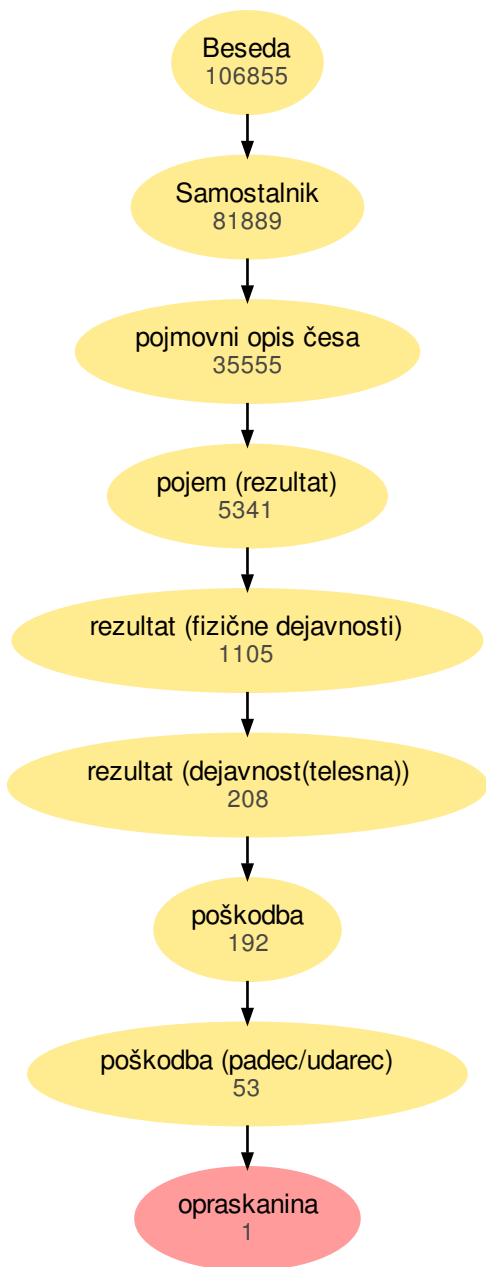 Beseda
106855
Samostalnik
81889
pojmovni opis česa
35555
pojem (rezultat)
5341
rezultat (fizične dejavnosti)
1105
rezultat (dejavnost(telesna))
208
poškodba
192
poškodba (padec/udarec)
53
opraskanina
1